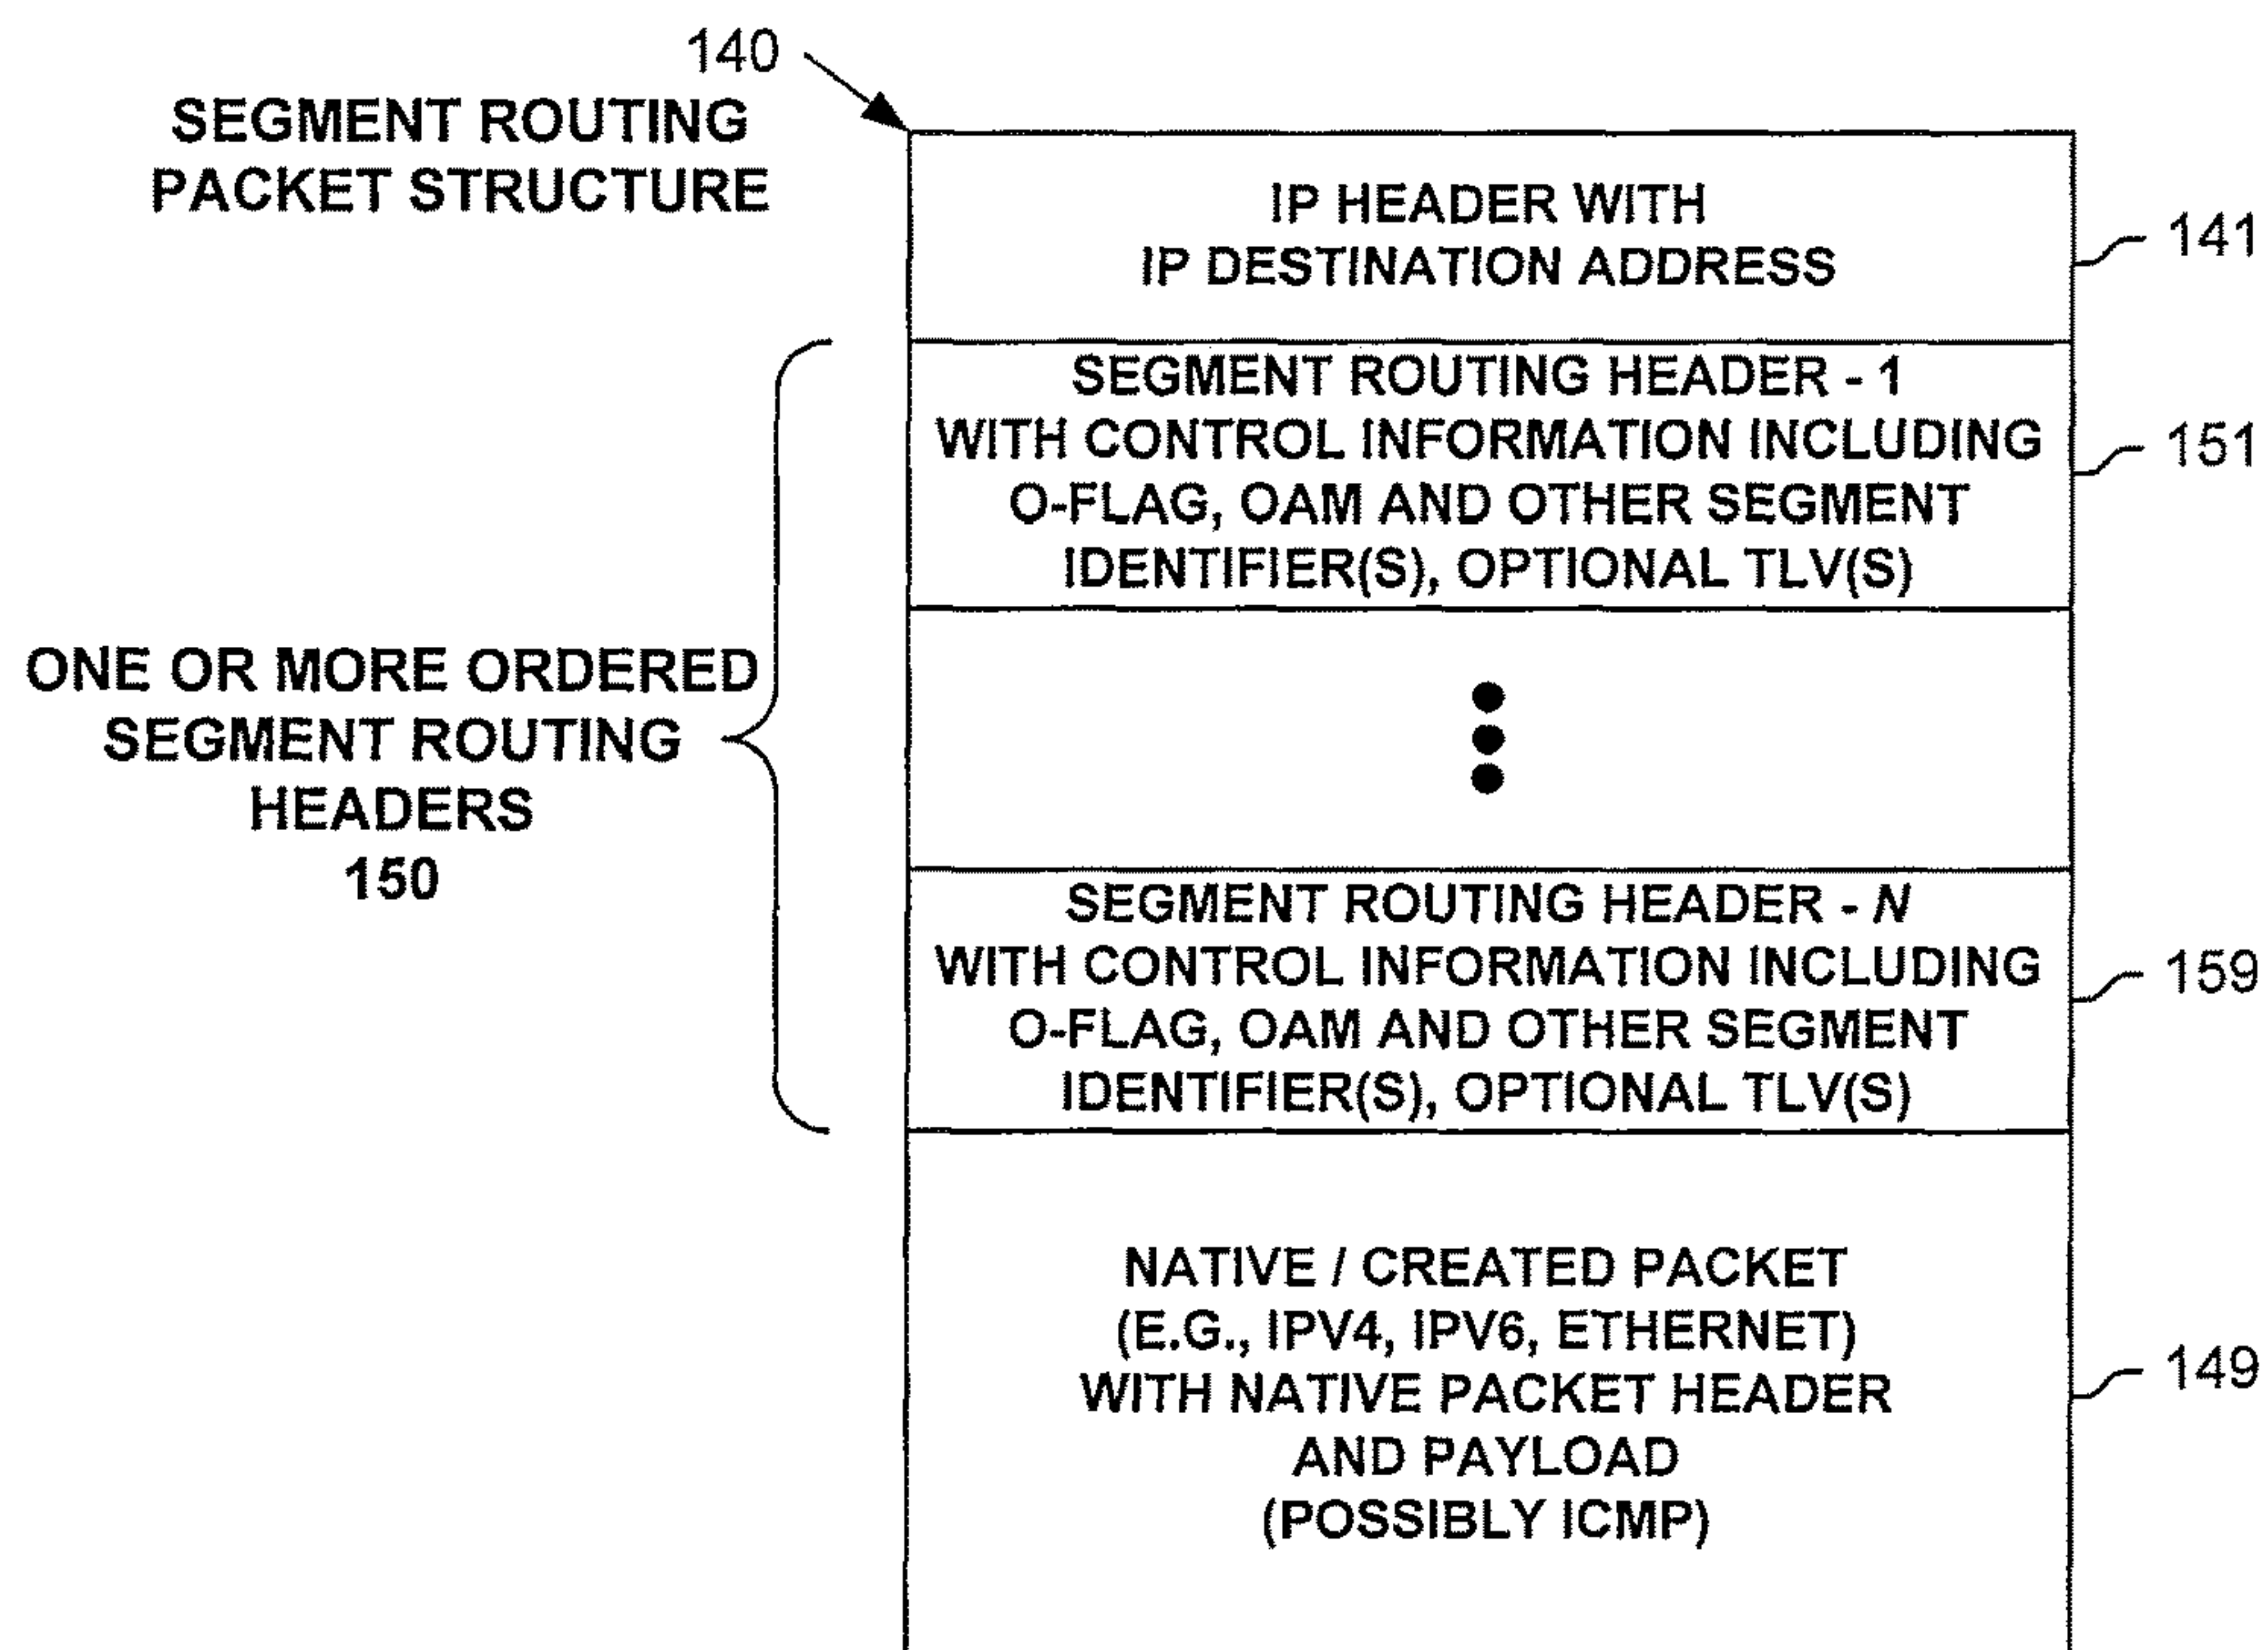 140
SEGMENT ROUTING
PACKET STRUCTURE
IP HEADER WITH
IP DESTINATION ADDRESS
141
SEGMENT ROUTING HEADER - 1
WITH CONTROL INFORMATION INCLUDING
O-FLAG, OAM AND OTHER SEGMENT
IDENTIFIER(S), OPTIONAL TLV(S)
151
ONE OR MORE ORDERED
SEGMENT ROUTING
HEADERS
150
SEGMENT ROUTING HEADER - N
WITH CONTROL INFORMATION INCLUDING
O-FLAG, OAM AND OTHER SEGMENT
IDENTIFIER(S), OPTIONAL TLV(S)
159
NATIVE / CREATED PACKET
(E.G., IPV4, IPV6, ETHERNET)
WITH NATIVE PACKET HEADER
AND PAYLOAD
(POSSIBLY ICMP)
149